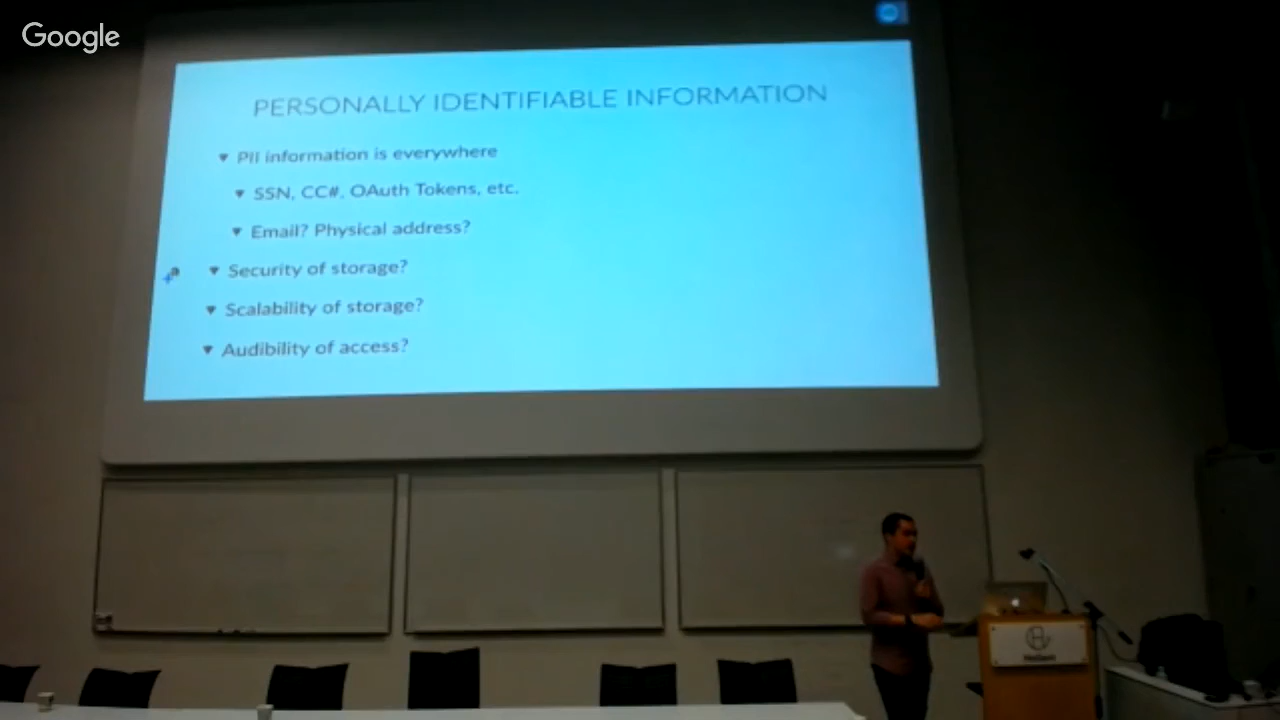 Google
PERSONALLY IDENTIFIABLE INFORMATION
PII information is everywhere
SSN, CC#, OAuth Tokens, etc.
Email? Physical address?
Security of storage?
Scalability of storage?
Audibility of access?